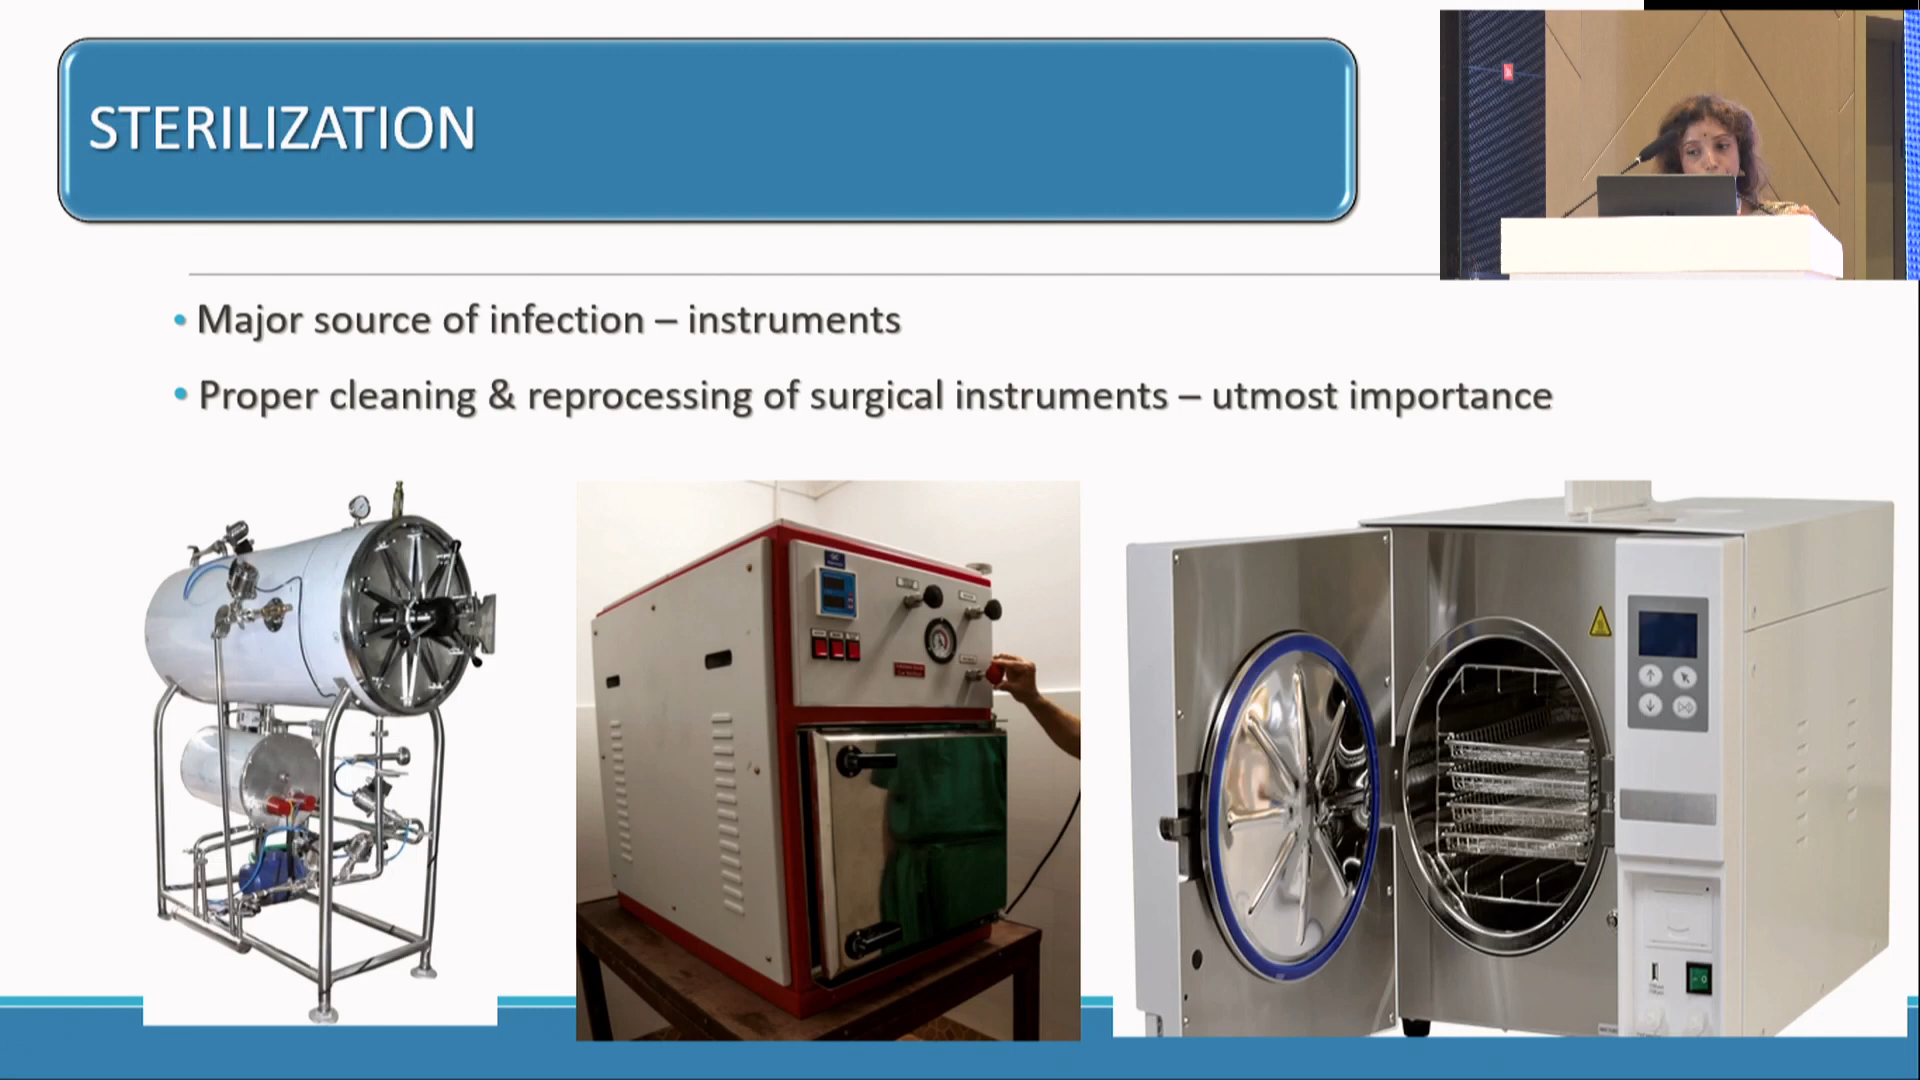 STERILIZATION
• Major source of infection – instruments
• Proper cleaning & reprocessing of surgical instruments – utmost importance